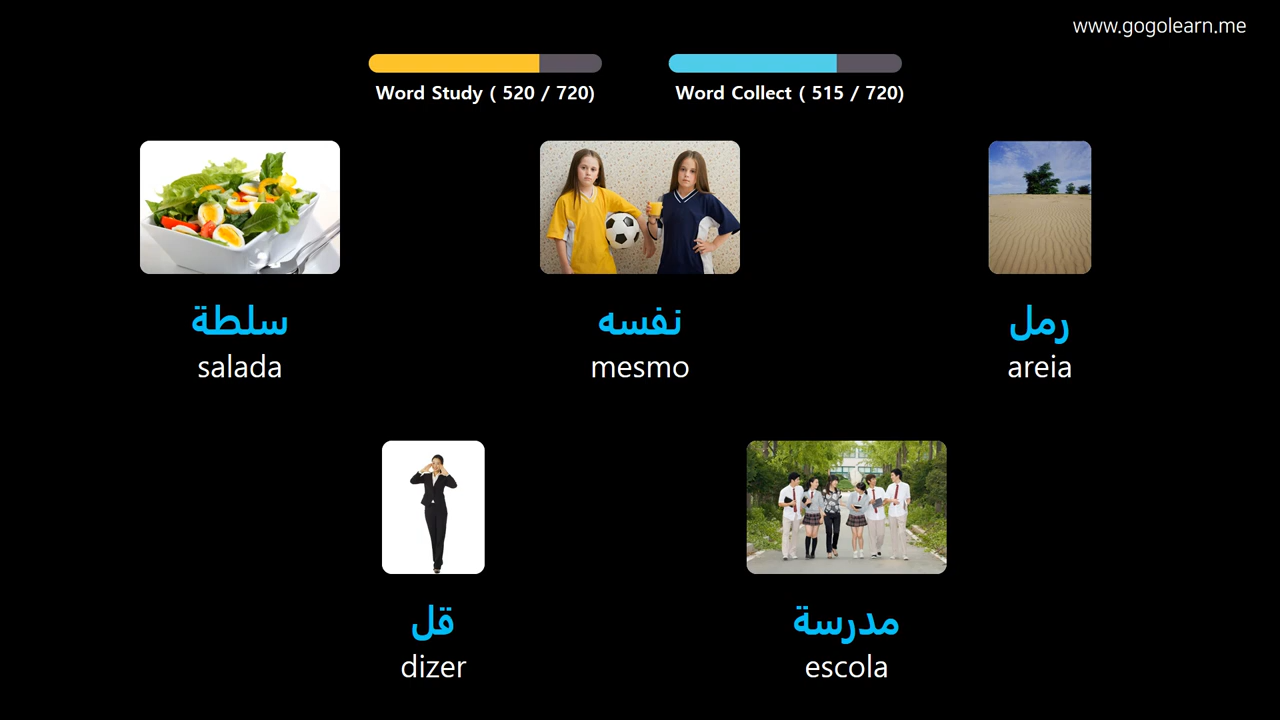 www.gogolearn.me
Word Study ( 520 / 720)
Word Collect ( 515 / 720)
سلطة
salada
نفسه
mesmo
رمل
areia
قل
dizer
مدرسة
escola